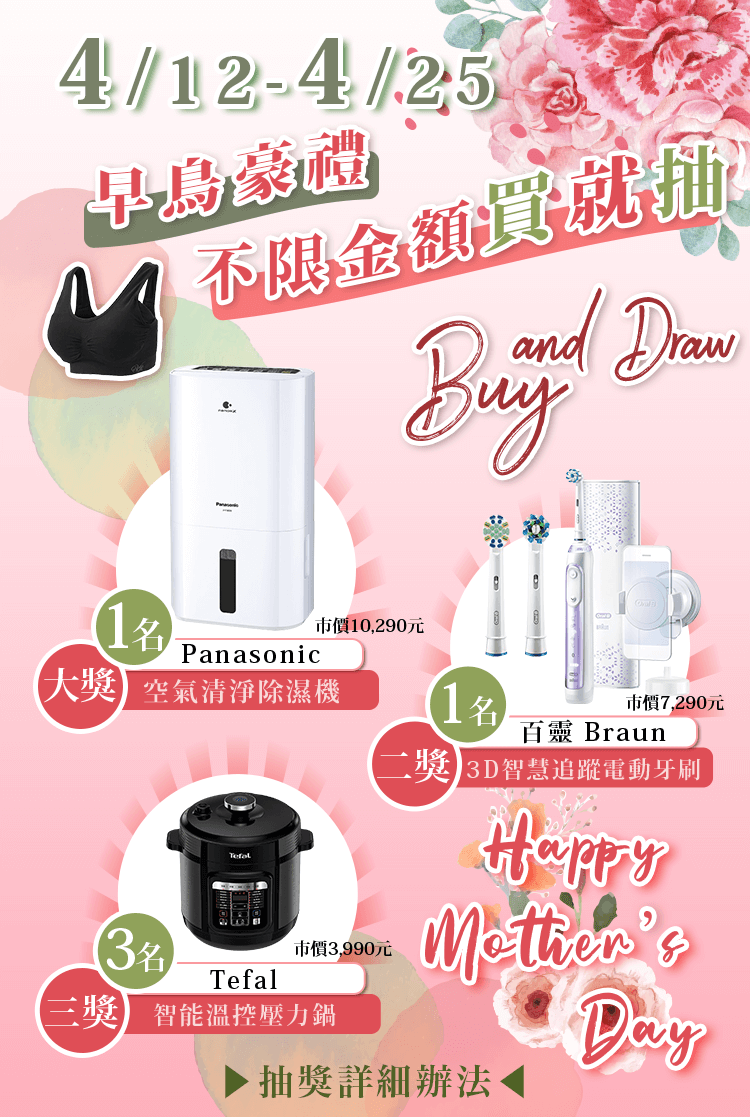 4/12-4/25
早鳥豪禮
不限金額買就抽
Buy and Draw
Panasonic
1名
市價10,290元
Panasonic
大獎
空氣清淨除濕機
1名
市價7,290元
百靈 Braun
二獎
3D智慧追蹤電動牙刷
Tefal
3名
市價3,990元
Tefal
三獎
智能溫控壓力鍋
Happy
Mother's
Day
▶抽獎詳細辦法◀